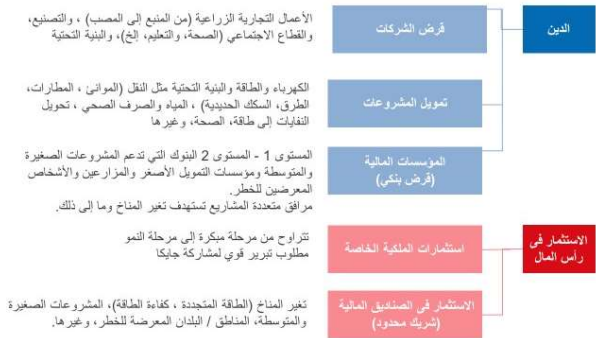 الدين
قرض الشركات
الأعمال التجارية الزراعية (من المنبع إلى المصب) ، والتصنيع،
والقطاع الاجتماعي (الصحة، والتعليم، إلخ)، والبنية التحتية
تمويل المشروعات
الكهرباء والطاقة والبنية التحتية مثل النقل (الموانئ ، المطارات،
الطرق، السكك الحديدية) ، المياه والصرف الصحي ، تحويل
النفايات إلى طاقة، الصحة، وغيرها
المؤسسات المالية
(قرض بنكي)
المستوى 1 - المستوى 2 البنوك التي تدعم المشروعات الصغيرة
والمتوسطة ومؤسسات التمويل الأصغر والمزارعين والأشخاص
المعرضين للخطر.
مرافق متعددة المشاريع تستهدف تغير المناخ وما إلى ذلك.
الاستثمار فى
رأس المال
استثمارات الملكية الخاصة
تتراوح من مرحلة مبكرة إلى مرحلة النمو
مطلوب تبرير قوي لمشاركة جايكا
الاستثمار فى الصناديق المالية
(شريك محدود)
تغير المناخ (الطاقة المتجددة ، كفاءة الطاقة)، المشروعات الصغيرة
والمتوسطة، المناطق / البلدان المعرضة للخطر، وغيرها.